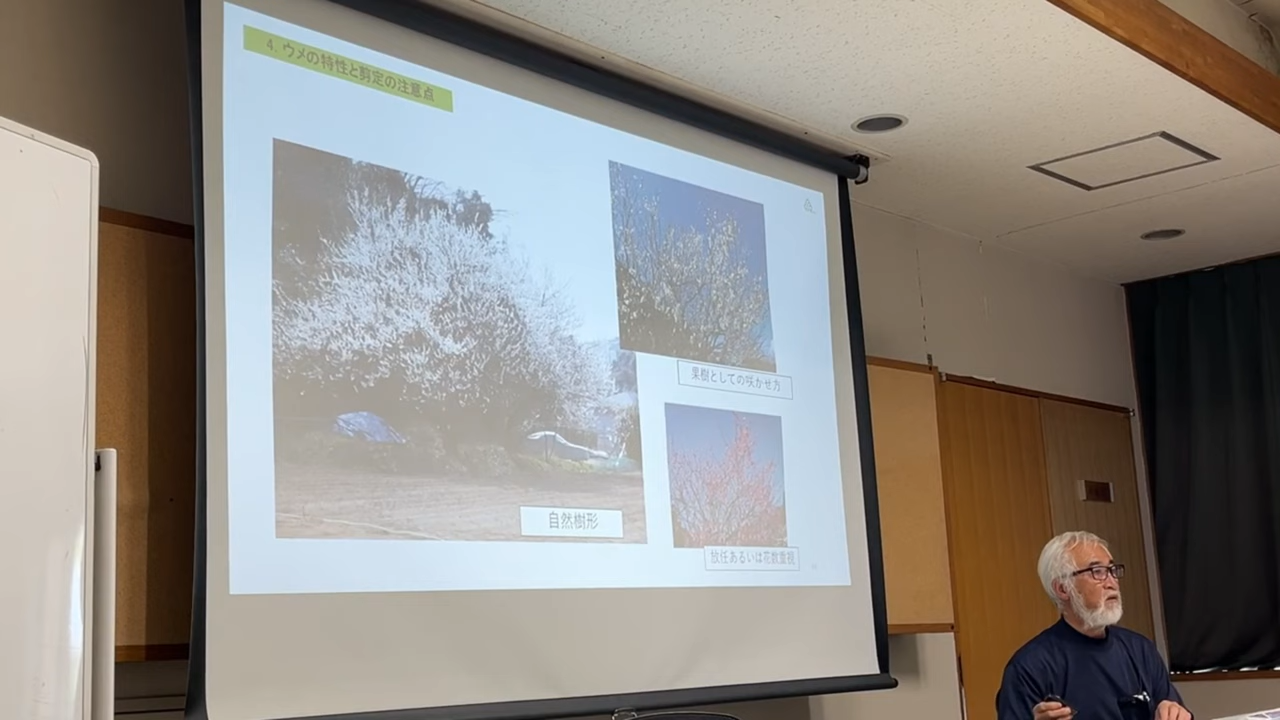 4. ウメの特性と剪定の注意点
果樹としての咲かせ方
自然樹形
放任あるいは花数重視